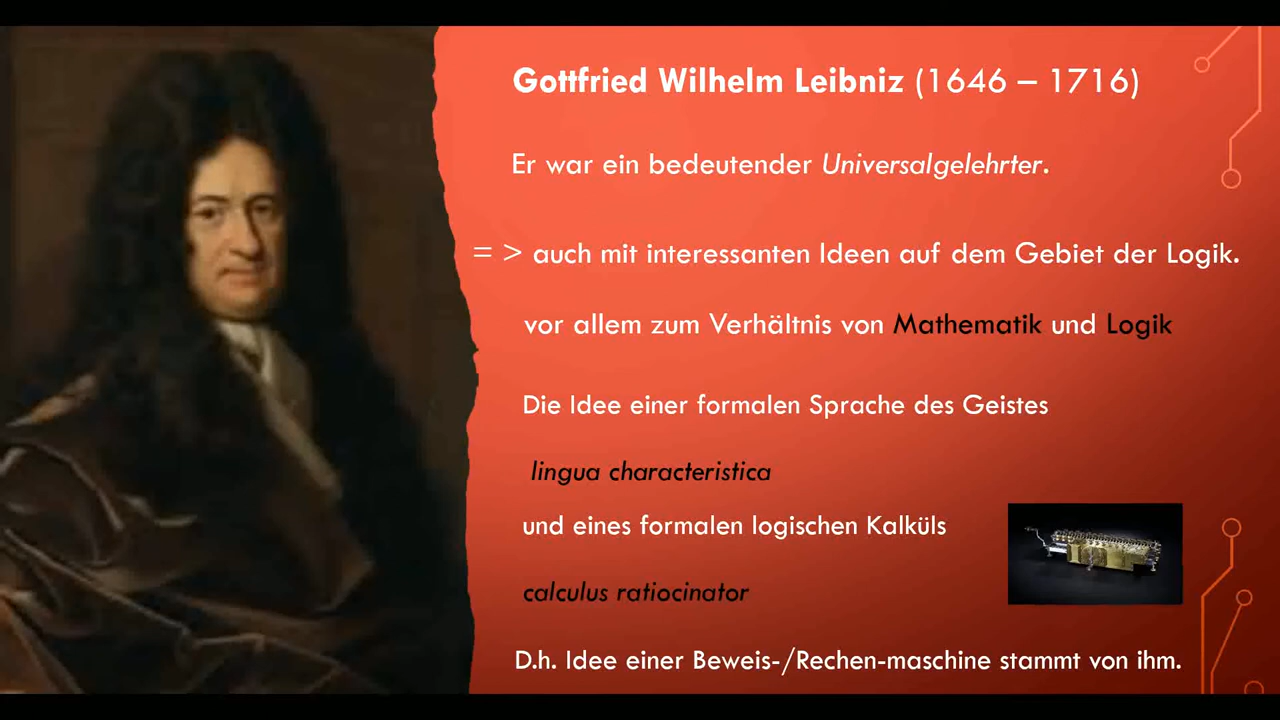 Gottfried Wilhelm Leibniz (1646 – 1716)
Er war ein bedeutender Universalgelehrter.
= > auch mit interessanten Ideen auf dem Gebiet der Logik.
vor allem zum Verhältnis von Mathematik und Logik
Die Idee einer formalen Sprache des Geistes
lingua characteristica
und eines formalen logischen Kalküls
calculus ratiocinator
D.h. Idee einer Beweis-/Rechen-maschine stammt von ihm.